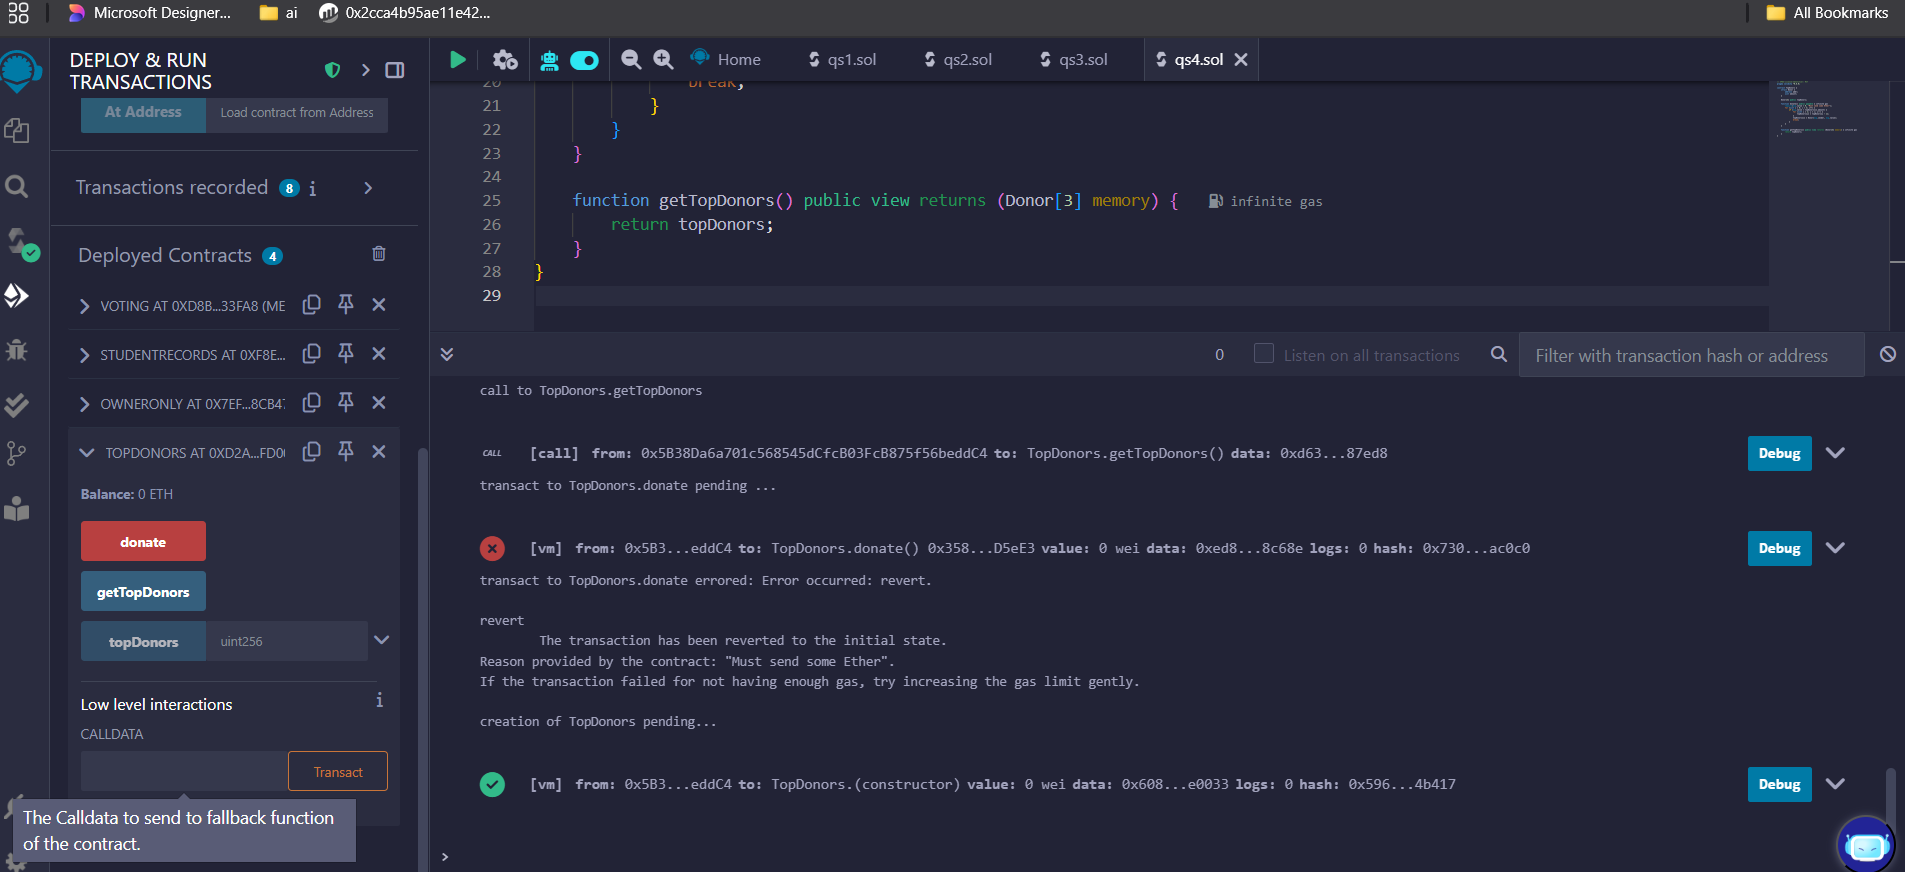 Microsoft Designer...
ai
0x2cca4b95ae11e42...
All Bookmarks
DEPLOY & RUN
TRANSACTIONS
At Address
Load contract from Address
Transactions recorded 8 i
Deployed Contracts 4
VOTING AT 0XD8B...33FA8 (ME
STUDENTRECORDS AT 0XF8E...
OWNERONLY AT 0X7EF...8CB47
TOPDONORS AT 0XD2A...FD00
Balance: 0 ETH
donate
getTopDonors
topDonors
uint256
Low level interactions
i
CALLDATA
Transact
The Calldata to send to fallback function
of the contract.
Home
qs1.sol
qs2.sol
qs3.sol
qs4.sol
20 break;
21 }
22 }
23 }
24
25 function getTopDonors() public view returns (Donor[3] memory) { infinite gas
26 return topDonors;
27 }
28 }
29
0
Listen on all transactions
Filter with transaction hash or address
call to TopDonors.getTopDonors
CALL [call] from: 0x5B38Da6a701c568545dCfcB03FcB875f56beddC4 to: TopDonors.getTopDonors() data: 0xd63...87ed8
Debug
transact to TopDonors.donate pending ...
[vm] from: 0x5B3...eddC4 to: TopDonors.donate() 0x358...D5eE3 value: 0 wei data: 0xed8...8c68e logs: 0 hash: 0x730...ac0c0
Debug
transact to TopDonors.donate errored: Error occurred: revert.
revert
The transaction has been reverted to the initial state.
Reason provided by the contract: "Must send some Ether".
If the transaction failed for not having enough gas, try increasing the gas limit gently.
creation of TopDonors pending...
[vm] from: 0x5B3...eddC4 to: TopDonors.(constructor) value: 0 wei data: 0x608...e0033 logs: 0 hash: 0x596...4b417
Debug
>